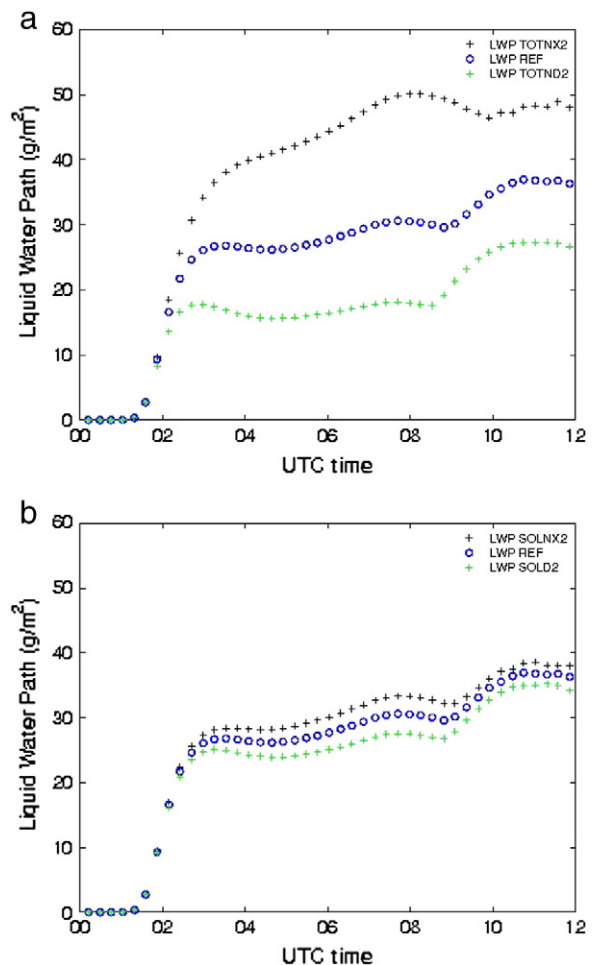 a
60
50
40
30
20
10
0
Liquid Water Path (g/m²)
LWP TOTNX2
LWP REF
LWP TOTND2
00 02 04 06 08 10 12
UTC time
b
60
50
40
30
20
10
0
Liquid Water Path (g/m²)
LWP SOLNX2
LWP REF
LWP SOLD2
00 02 04 06 08 10 12
UTC time